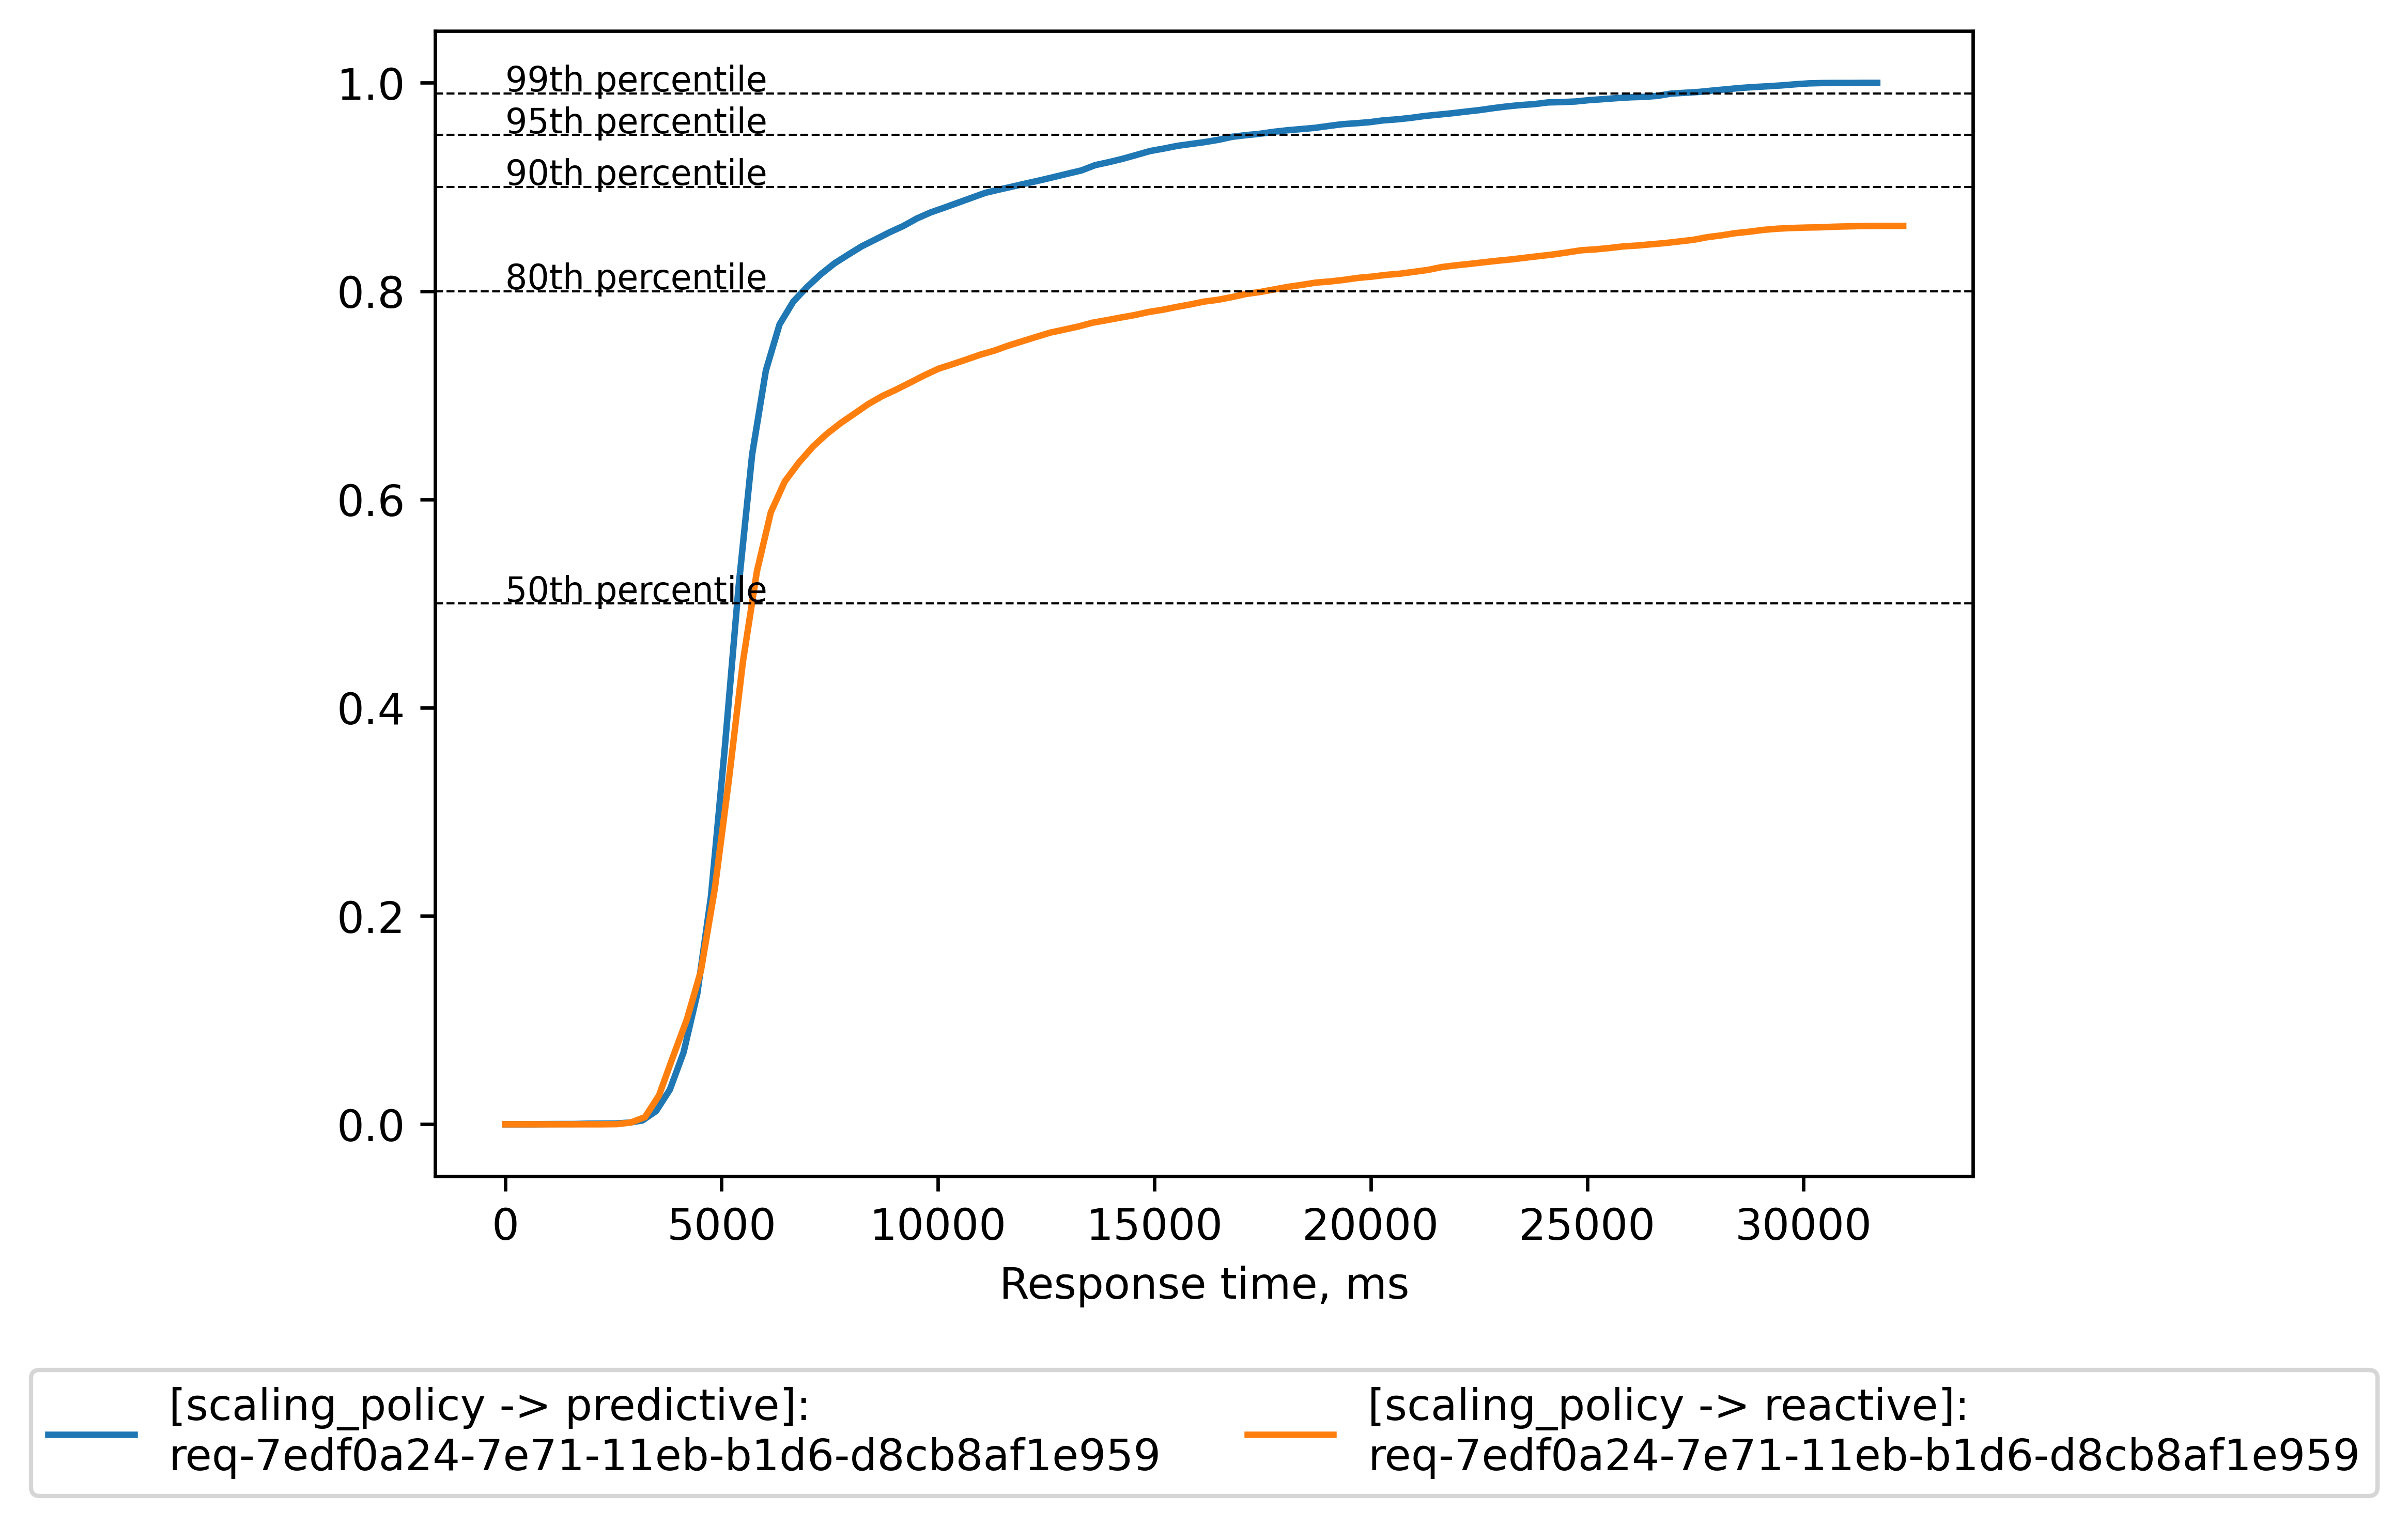 1.0
0.8
0.6
0.4
0.2
0.0
99th percentile
95th percentile
90th percentile
80th percentile
50th percentile
0 5000 10000 15000 20000 25000 30000
Response time, ms
[scaling_policy -> predictive]:
req-7edf0a24-7e71-11eb-b1d6-d8cb8af1e959
[scaling_policy -> reactive]:
req-7edf0a24-7e71-11eb-b1d6-d8cb8af1e959